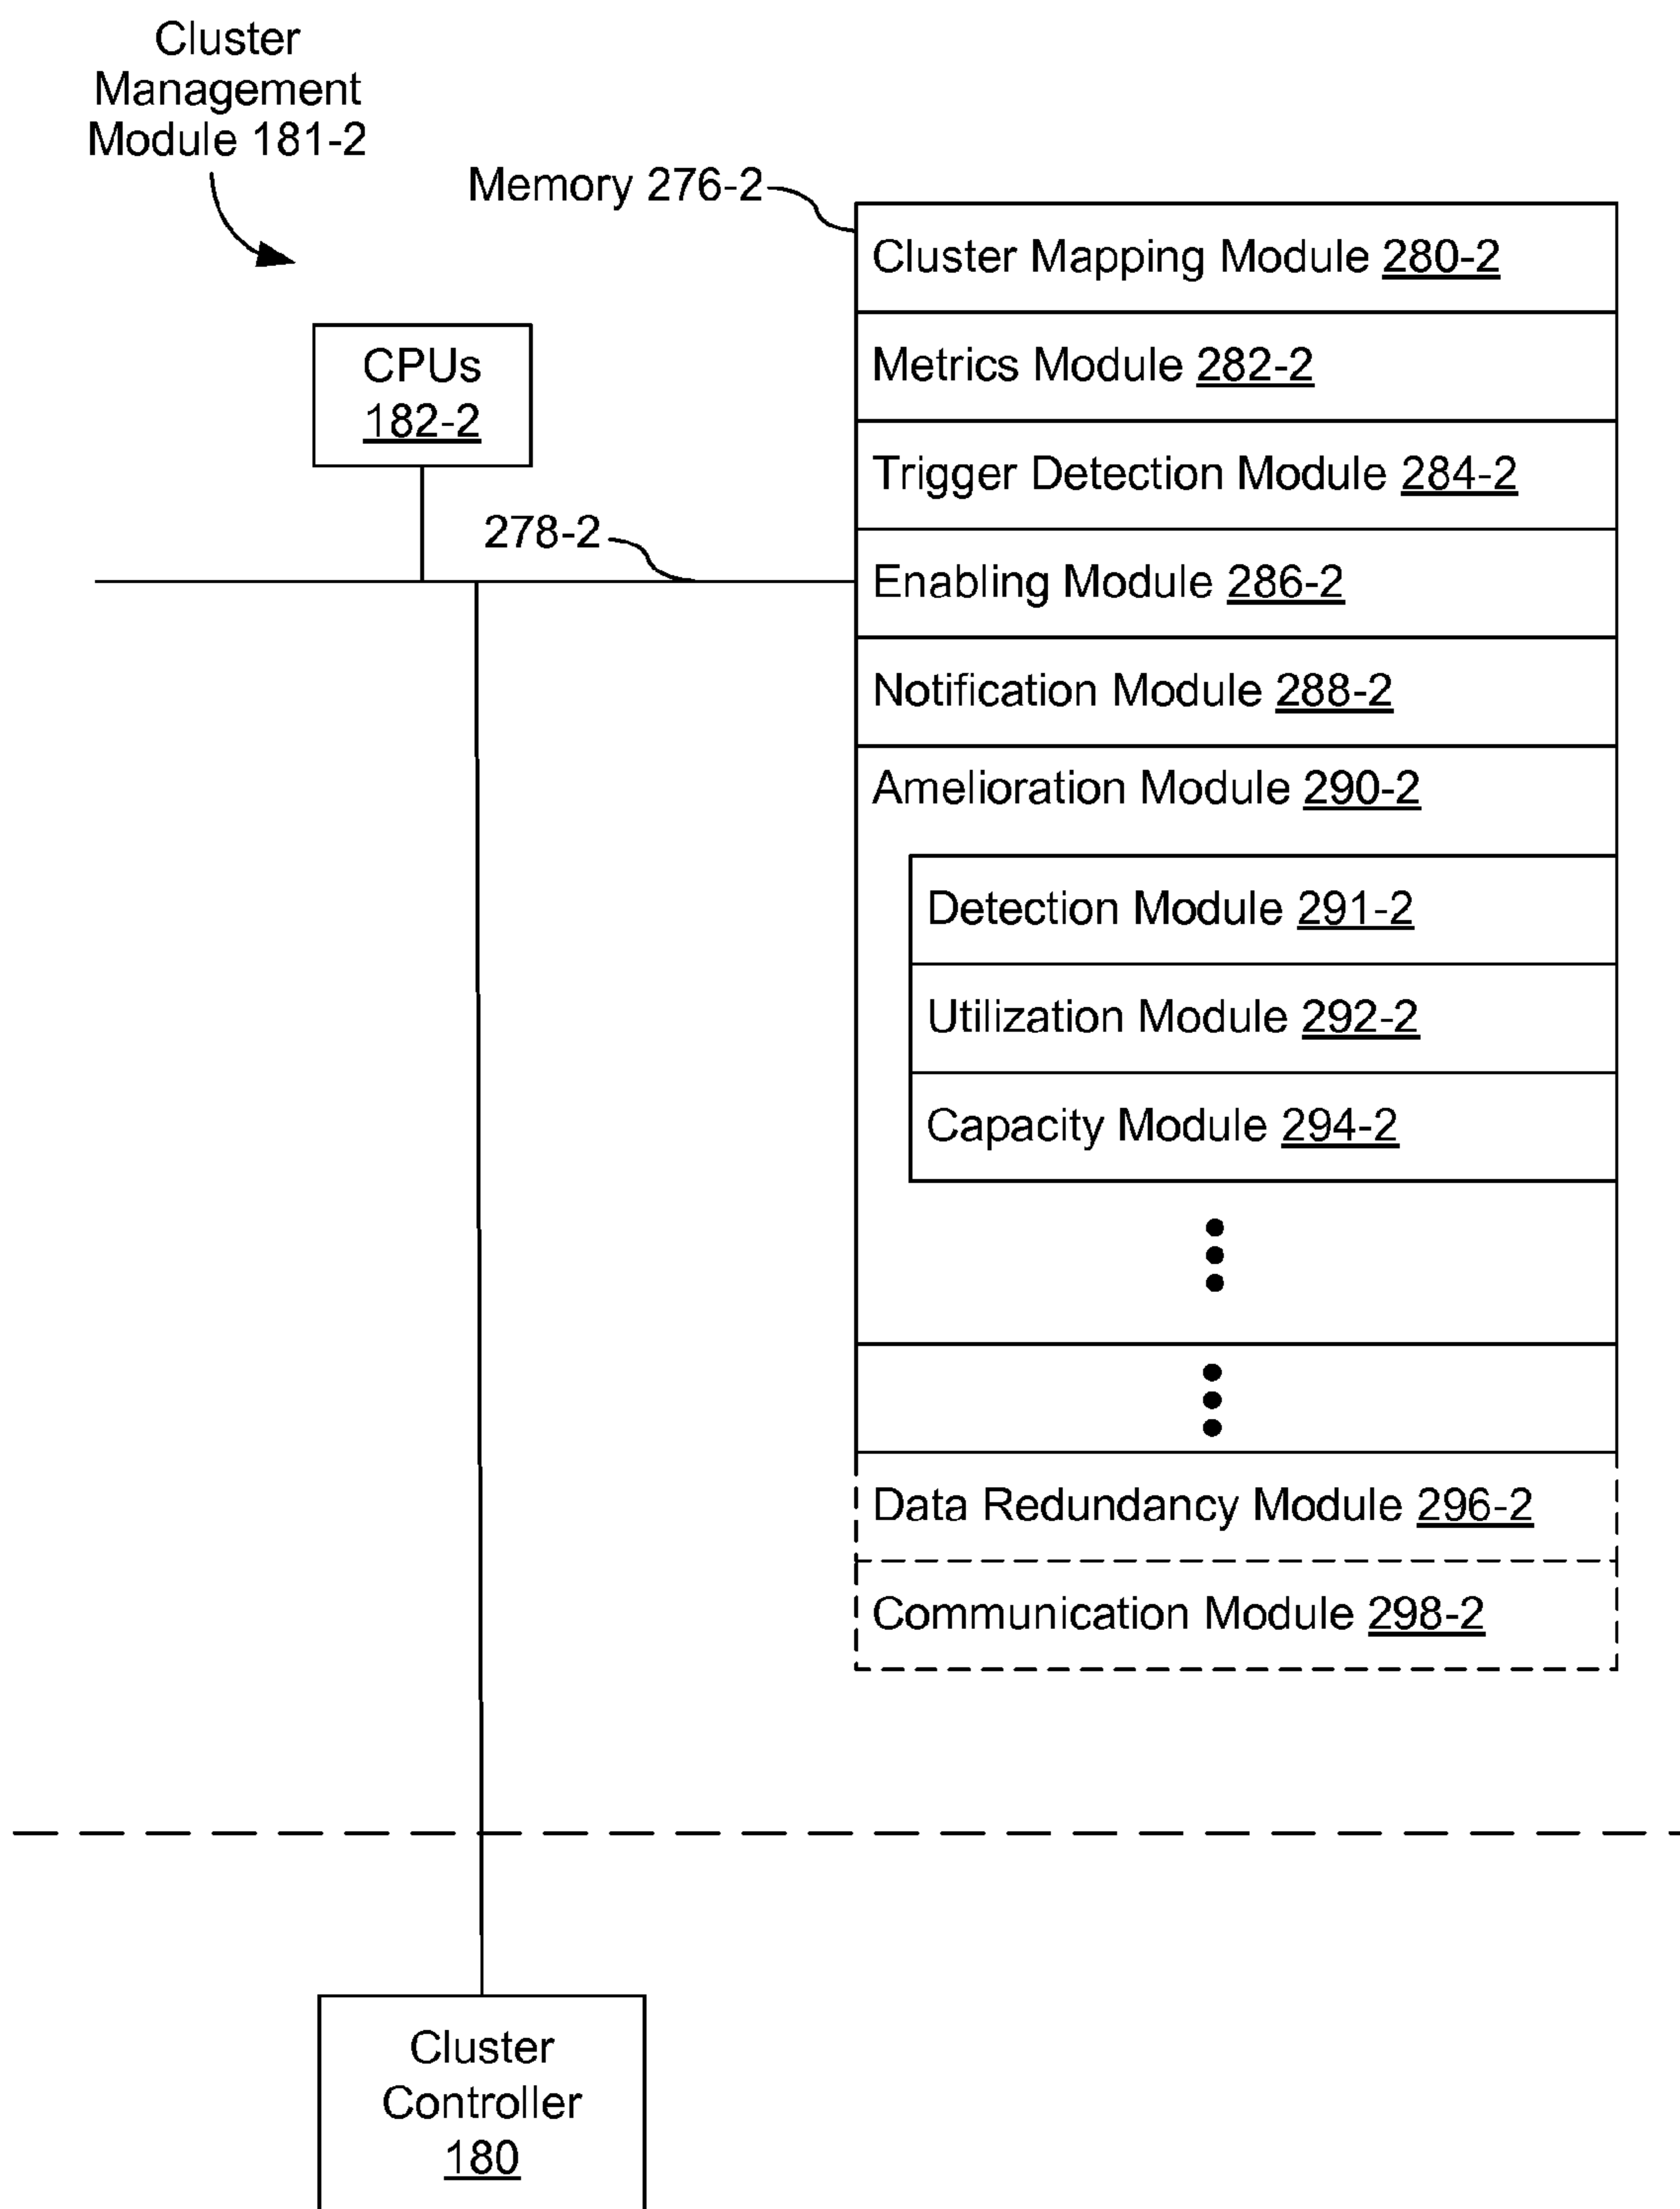 Cluster
Management
Module 181-2
Memory 276-2
CPUs
182-2
278-2
Cluster Mapping Module 280-2
Metrics Module 282-2
Trigger Detection Module 284-2
Enabling Module 286-2
Notification Module 288-2
Amelioration Module 290-2
Detection Module 291-2
Utilization Module 292-2
Capacity Module 294-2
Data Redundancy Module 296-2
Communication Module 298-2
Cluster
Controller
180